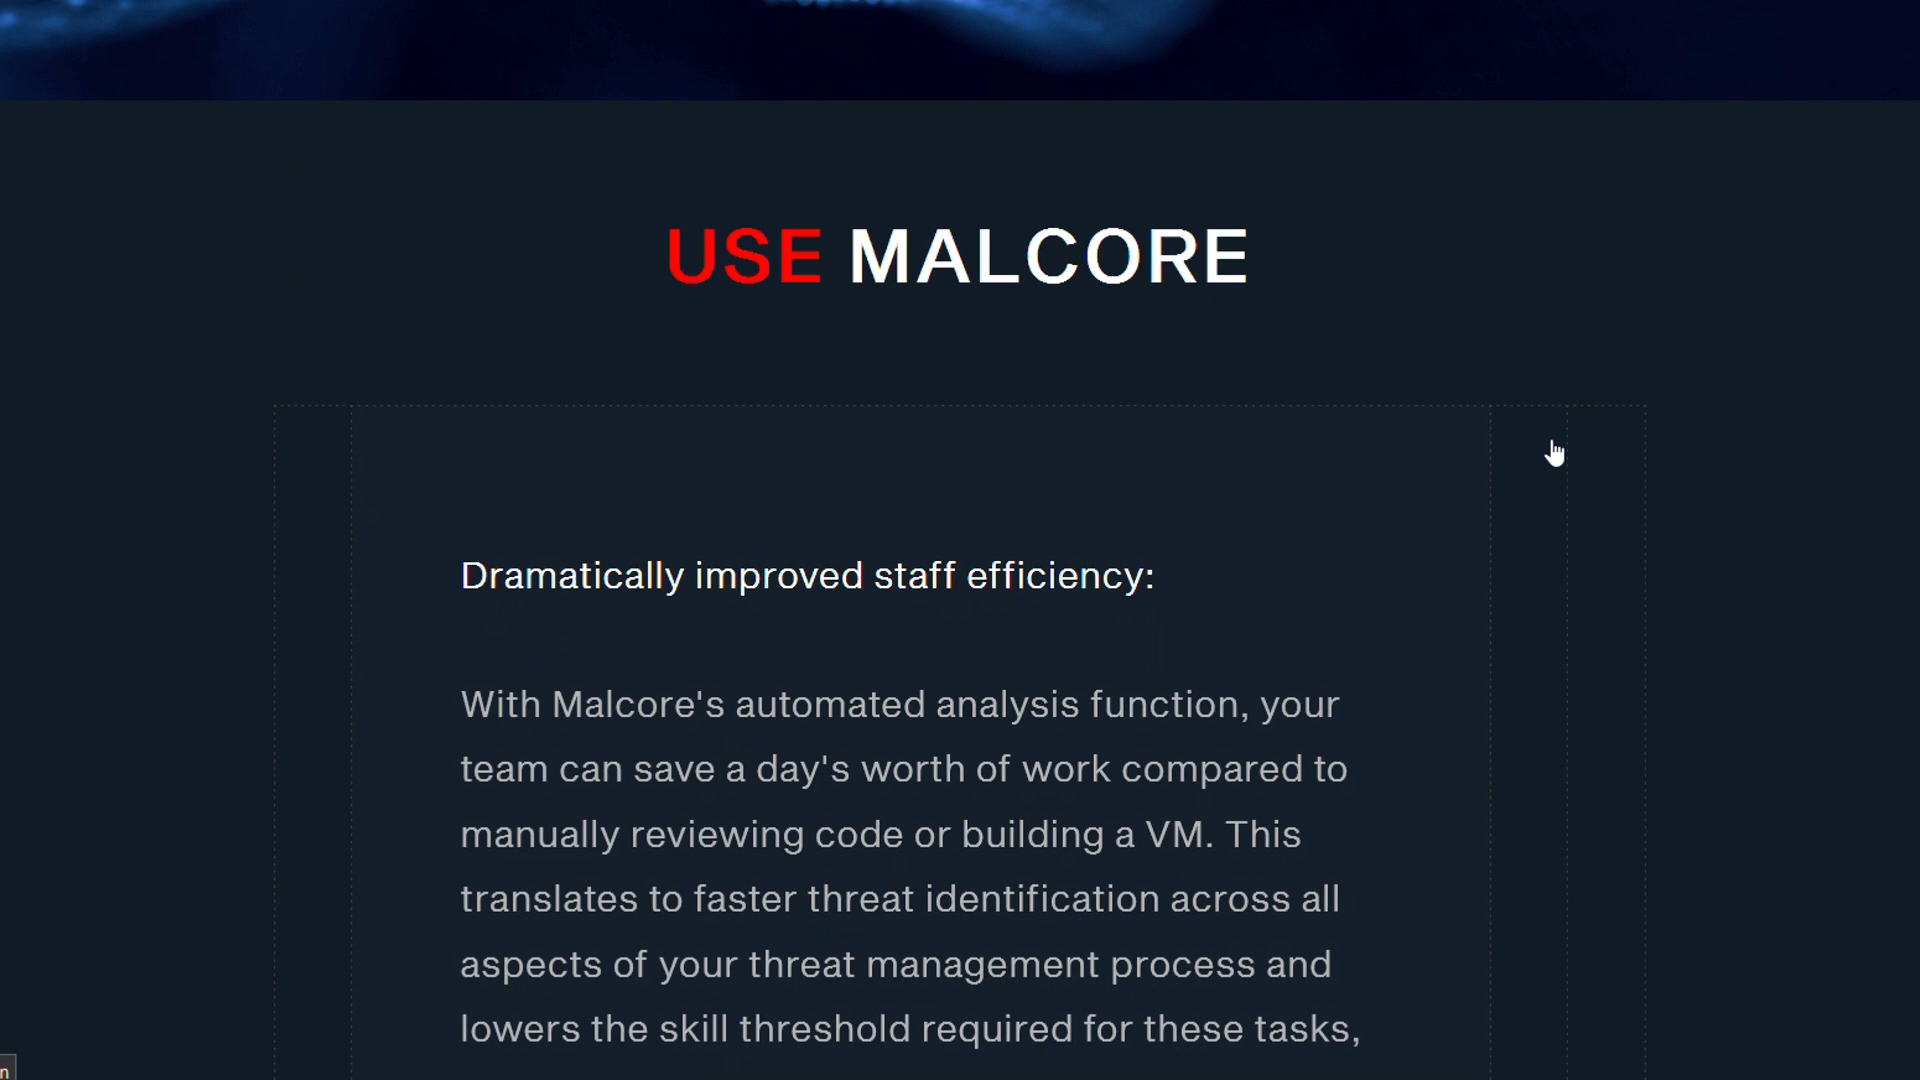 USE MALCORE
Dramatically improved staff efficiency:
With Malcore's automated analysis function, your
team can save a day's worth of work compared to
manually reviewing code or building a VM. This
translates to faster threat identification across all
aspects of your threat management process and
lowers the skill threshold required for these tasks,
n